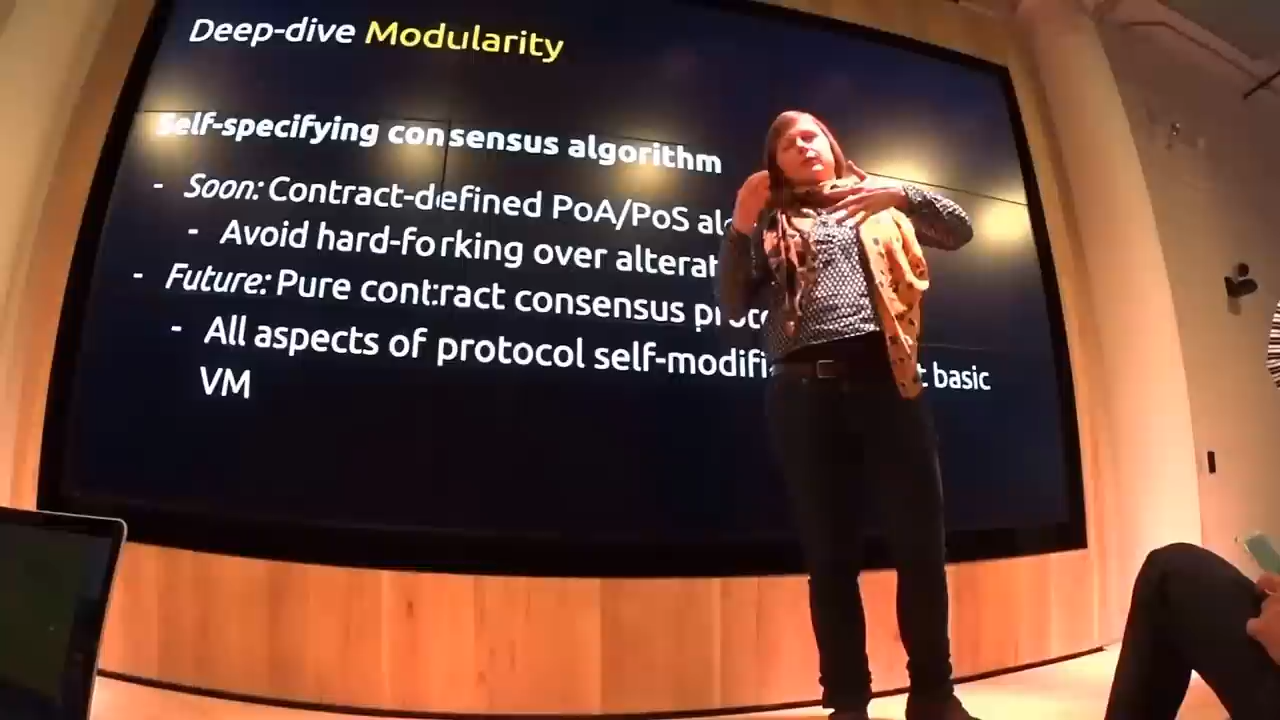 Deep-dive Modularity
Self-specifying consensus algorithm
- Soon: Contract-defined PoA/PoS
- Avoid hard-forking over
- Future: Pure contract consensus
- All aspects of protocol basic
VM